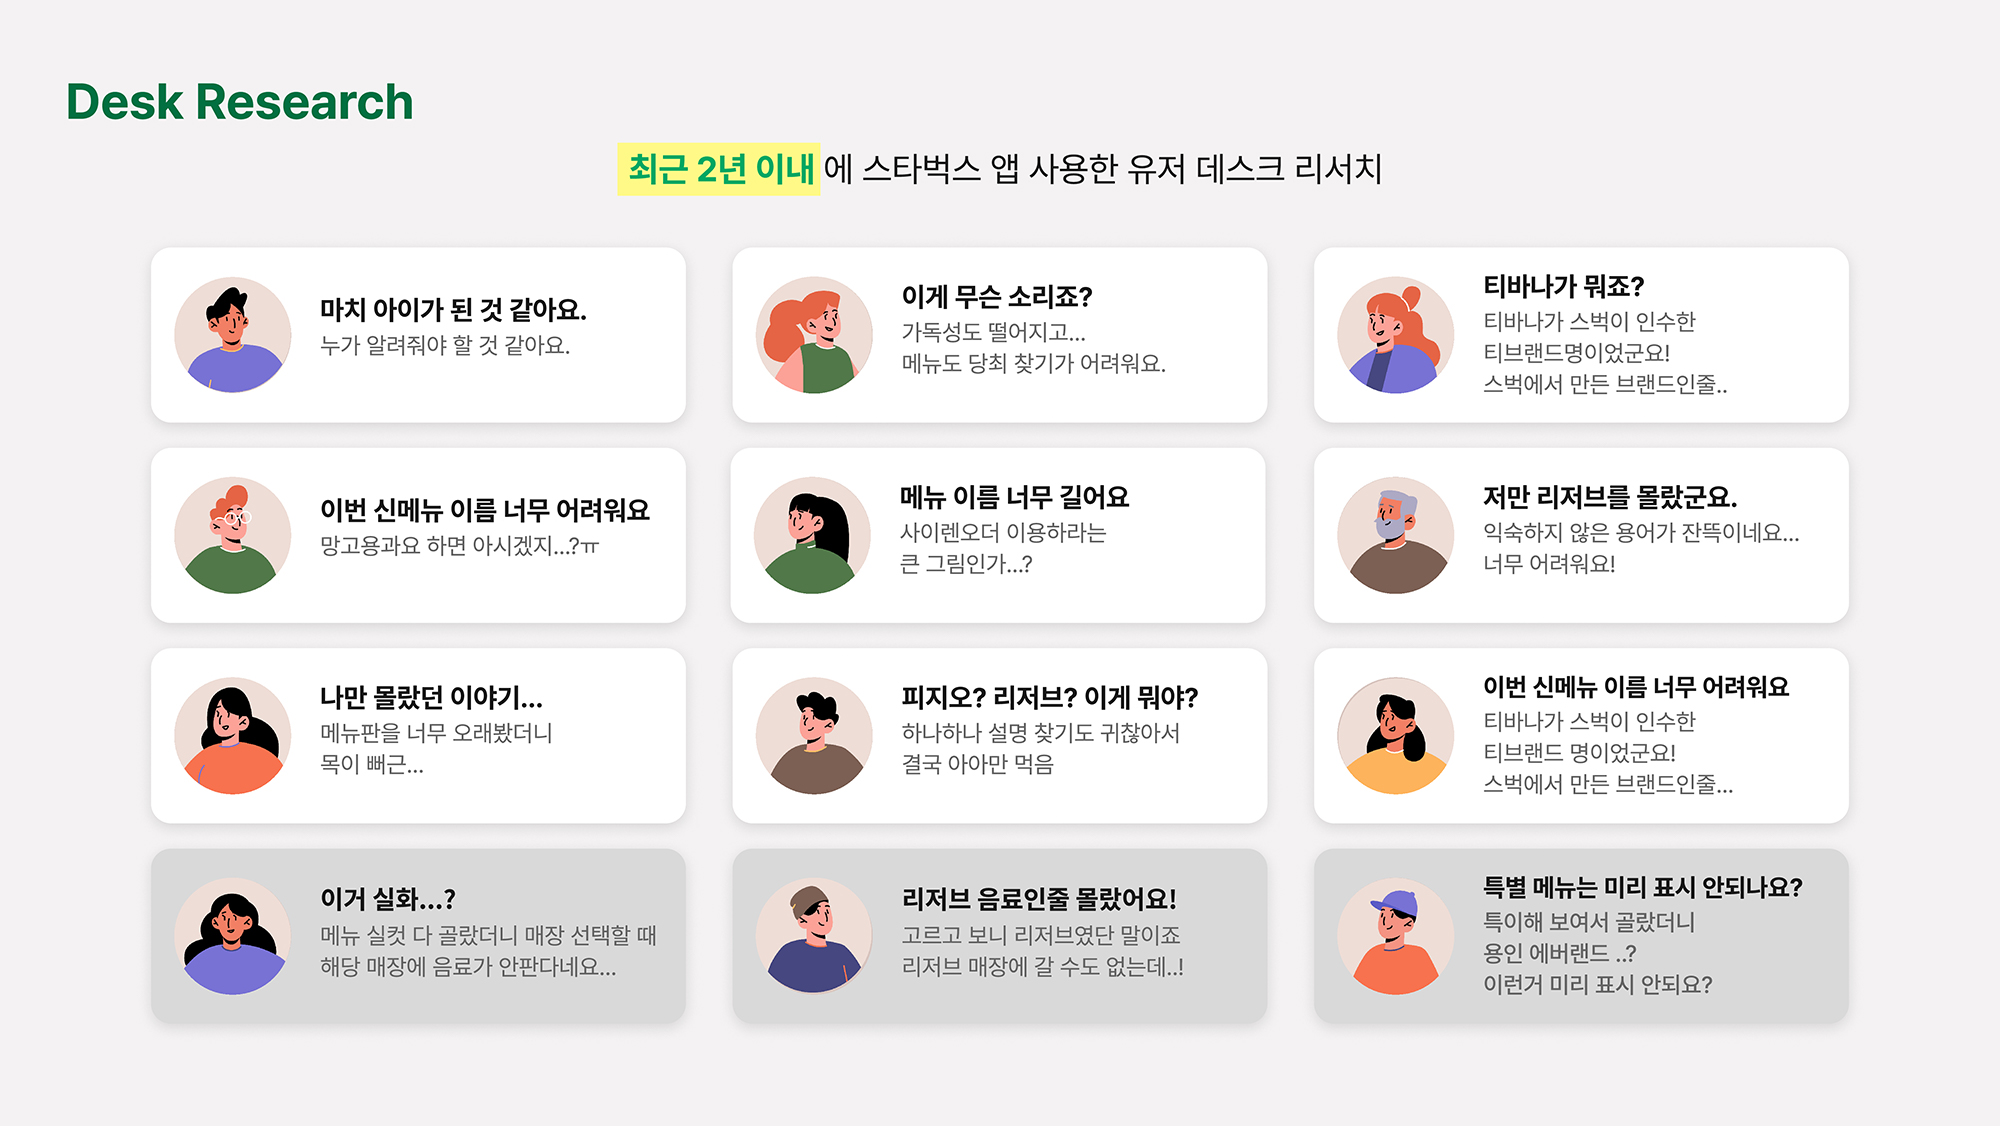 Desk Research
최근 2년 이내에 스타벅스 앱 사용한 유저 데스크 리서치
마치 아이가 된 것 같아요.
누가 알려줘야 할 것 같아요.
이게 무슨 소리죠?
가독성도 떨어지고...
메뉴도 당최 찾기가 어려워요.
티바나가 뭐죠?
티바나가 스벅이 인수한
티브랜드명이었군요!
스벅에서 만든 브랜드인줄..
이번 신메뉴 이름 너무 어려워요
망고용과요 하면 아시겠지...?ㅠ
메뉴 이름 너무 길어요
사이렌오더 이용하라는
큰 그림인가...?
저만 리저브를 몰랐군요.
익숙하지 않은 용어가 잔뜩이네요...
너무 어려워요!
나만 몰랐던 이야기...
메뉴판을 너무 오래봤더니
목이 뻐근...
피지오? 리저브? 이게 뭐야?
하나하나 설명 찾기도 귀찮아서
결국 아아만 먹음
이번 신메뉴 이름 너무 어려워요
티바나가 스벅이 인수한
티브랜드 명이었군요!
스벅에서 만든 브랜드인줄...
이거 실화...?
메뉴 실컷 다 골랐더니 매장 선택할 때
해당 매장에 음료가 안판다네요...
리저브 음료인줄 몰랐어요!
고르고 보니 리저브였단 말이죠
리저브 매장에 갈 수도 없는데..!
특별 메뉴는 미리 표시 안되나요?
특이해 보여서 골랐더니
용인 에버랜드 ..?
이런거 미리 표시 안되요?